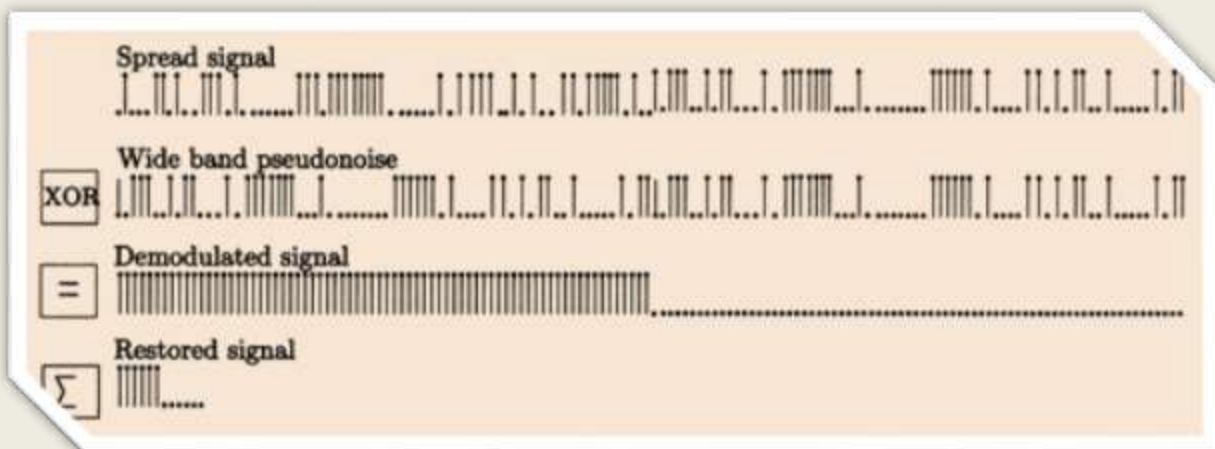 Spread signal
Wide band pseudonoise
XOR
Demodulated signal
=
Restored signal
∑